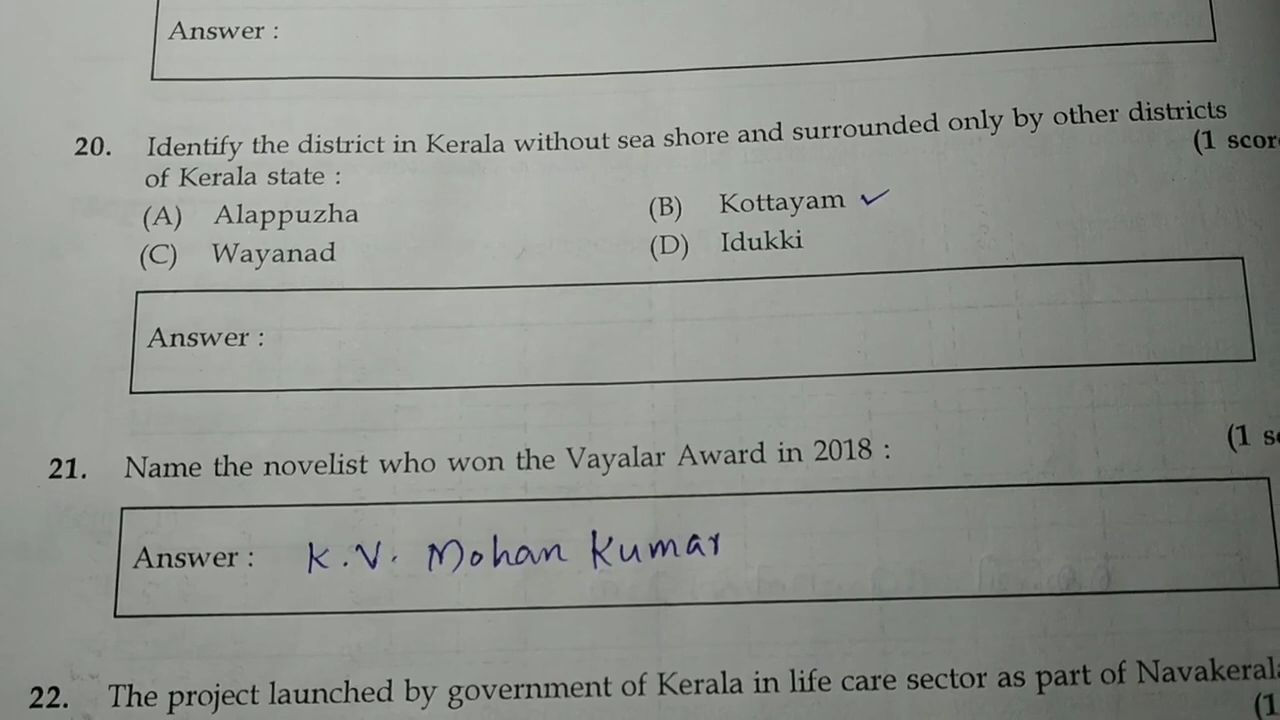 Answer :
20. Identify the district in Kerala without sea shore and surrounded only by other districts
(1 scor
of Kerala state :
(A) Alappuzha (B) Kottayam ✓
(C) Wayanad (D) Idukki
Answer :
21. Name the novelist who won the Vayalar Award in 2018 : (1 s
Answer : K.V. Mohan Kumar
22. The project launched by government of Kerala in life care sector as part of Navakerala
(1